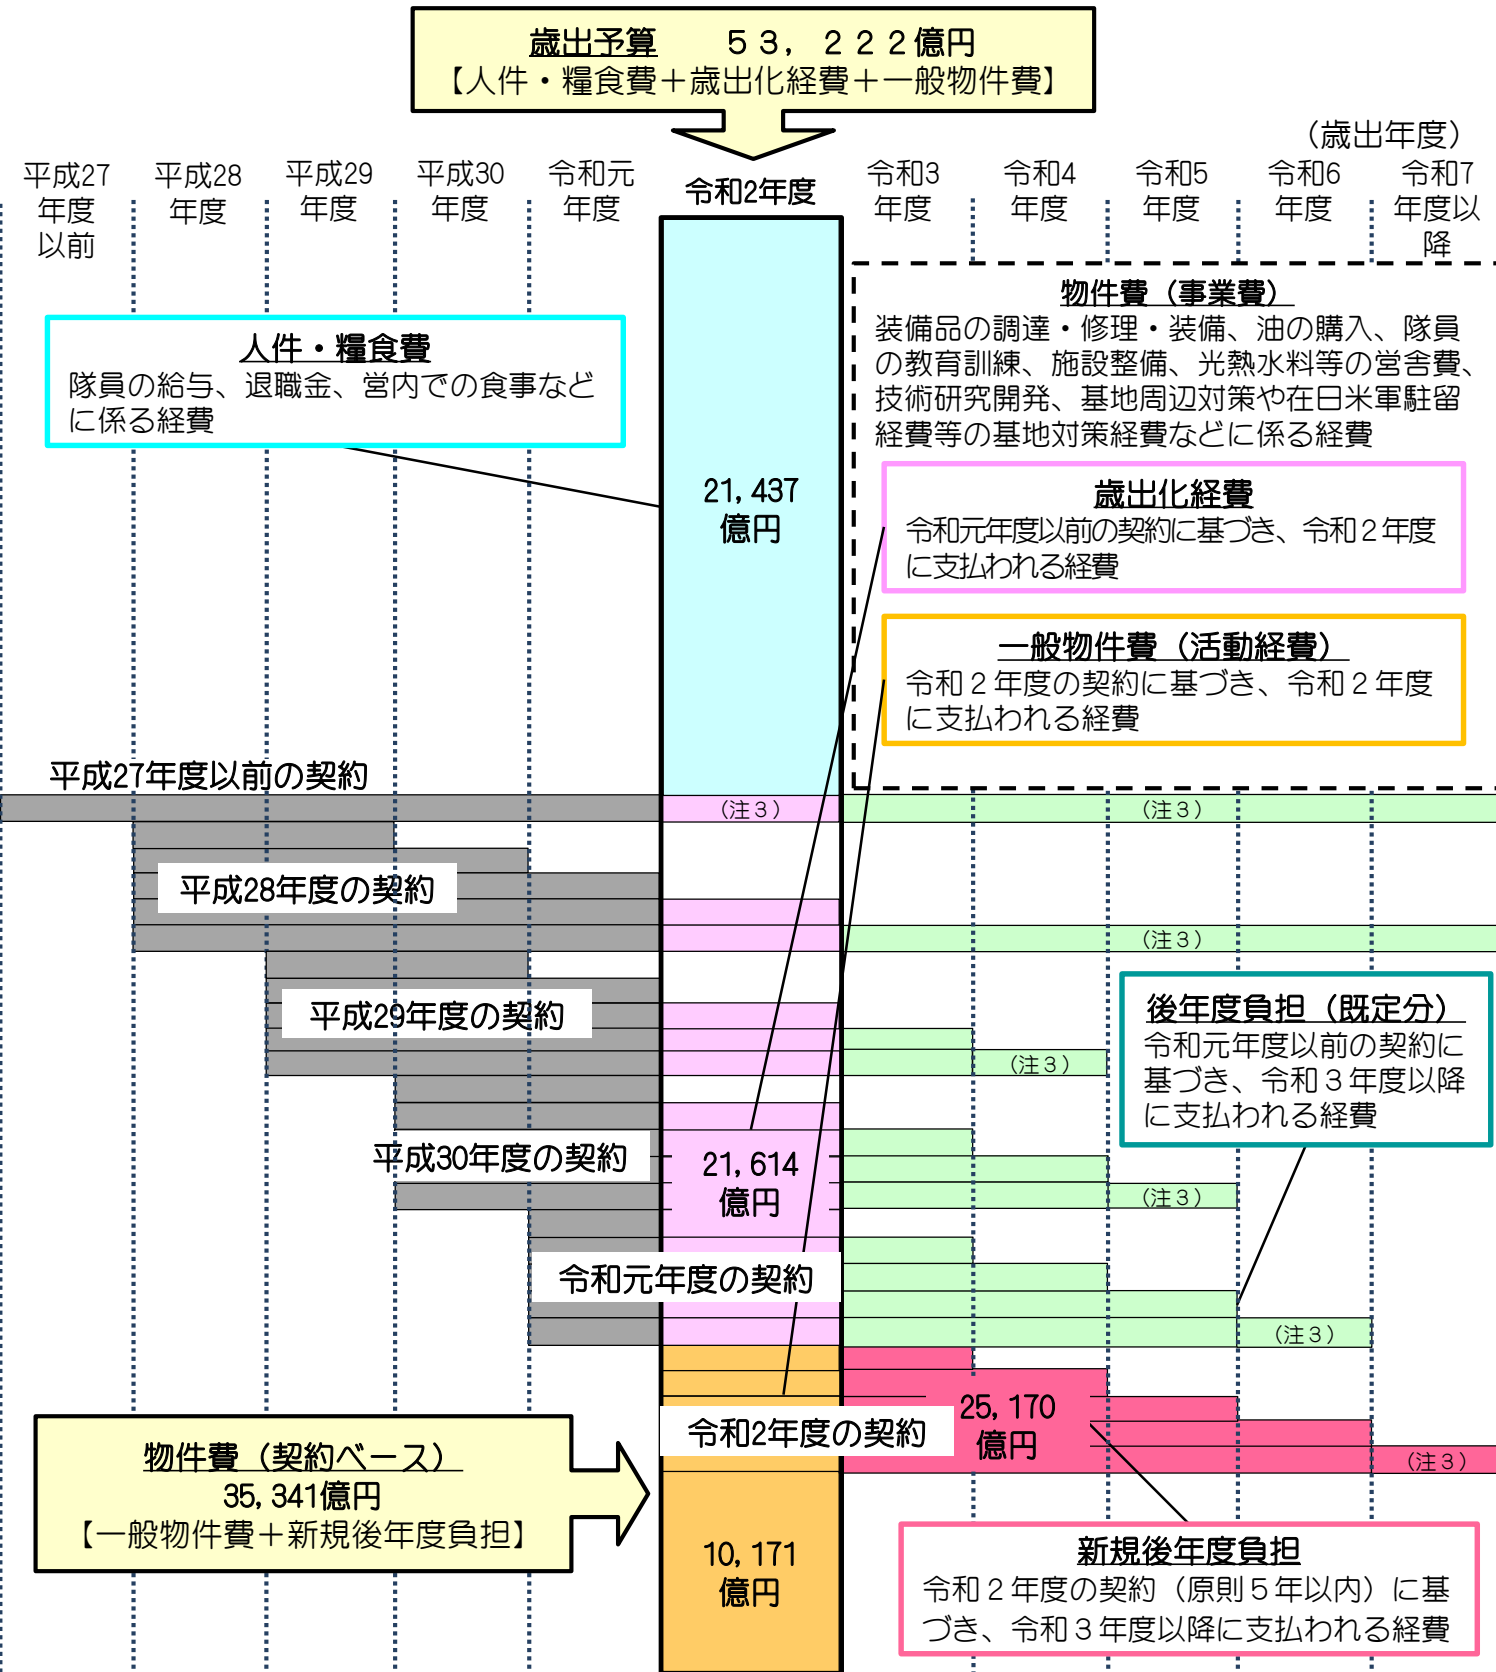 歳出予算　５３，２２２億円
【人件・糧食費＋歳出化経費＋一般物件費】
（歳出年度）
平成27
年度
以前
平成28
年度
平成29
年度
平成30
年度
令和元
年度
令和2年度
令和3
年度
令和4
年度
令和5
年度
令和6
年度
令和7
年度以
降
人件・糧食費
隊員の給与、退職金、営内での食事など
に係る経費
21,437
億円
物件費（事業費）
装備品の調達・修理・装備、油の購入、隊員
の教育訓練、施設整備、光熱水料等の営舎費、
技術研究開発、基地周辺対策や在日米軍駐留
経費等の基地対策経費などに係る経費
歳出化経費
令和元年度以前の契約に基づき、令和２年度
に支払われる経費
一般物件費（活動経費）
令和２年度の契約に基づき、令和２年度
に支払われる経費
平成27年度以前の契約
（注３）
（注３）
平成28年度の契約
（注３）
平成29年度の契約
（注３）
後年度負担（既定分）
令和元年度以前の契約に
基づき、令和３年度以降
に支払われる経費
平成30年度の契約
21,614
億円
（注３）
令和元年度の契約
（注３）
令和2年度の契約
25,170
億円
（注３）
物件費（契約ベース）
35,341億円
【一般物件費＋新規後年度負担】
10,171
億円
新規後年度負担
令和２年度の契約（原則５年以内）に基
づき、令和３年度以降に支払われる経費